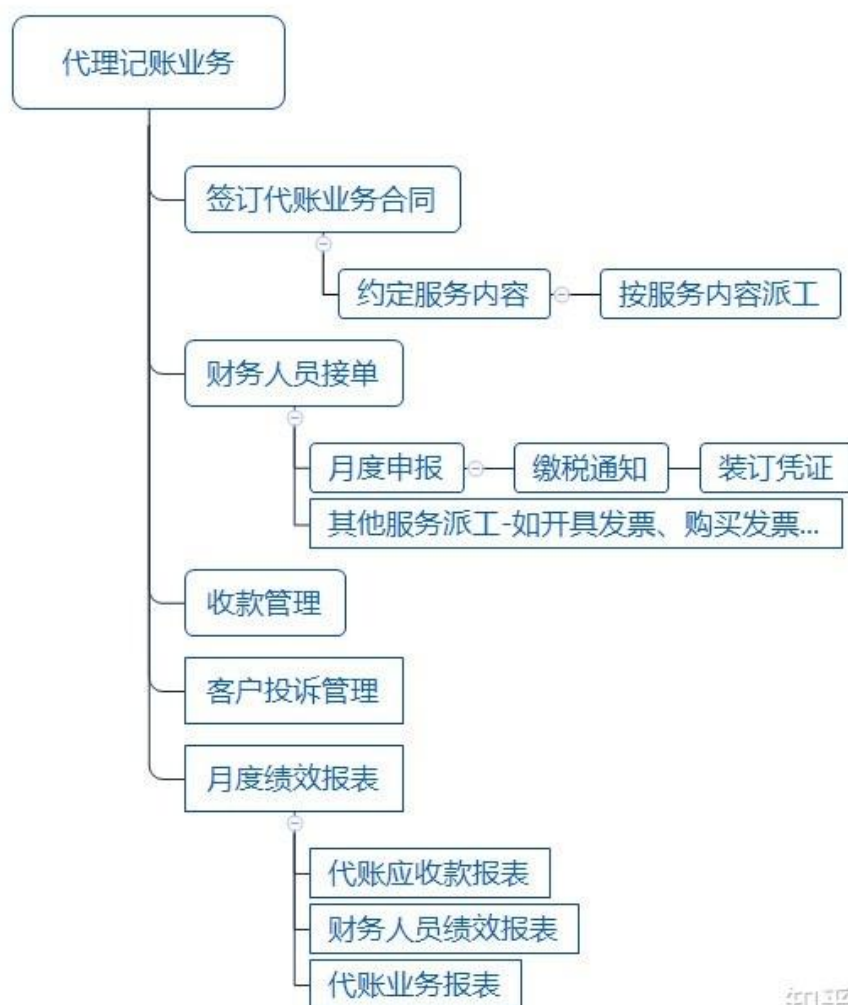 代理记账业务
签订代账业务合同
约定服务内容 按服务内容派工
财务人员接单
月度申报 缴税通知 装订凭证
其他服务派工-如开具发票、购买发票...
收款管理
客户投诉管理
月度绩效报表
代账应收款报表
财务人员绩效报表
代账业务报表